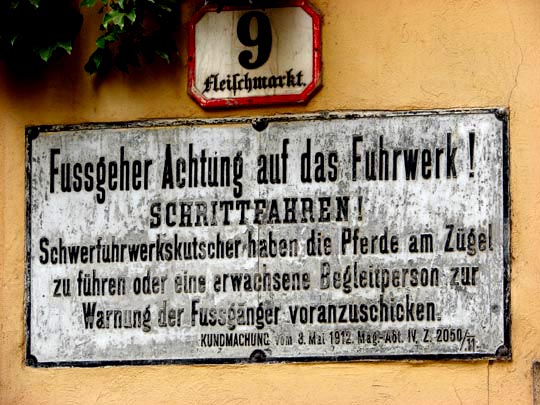 9
Fleischmarkt.
Fussgeher Achtung auf das Fuhrwerk!
SCHRITTFAHREN!
Schwerfuhrwerkskutscher haben die Pferde am Zügel
zu führen oder eine erwachsene Begleitperson zur
Warnung der Fussgänger voranzuschicken.
KUNDMACHUNG vom 8. Mai 1912. Mag.-Abt. IV. Z. 2050/11.